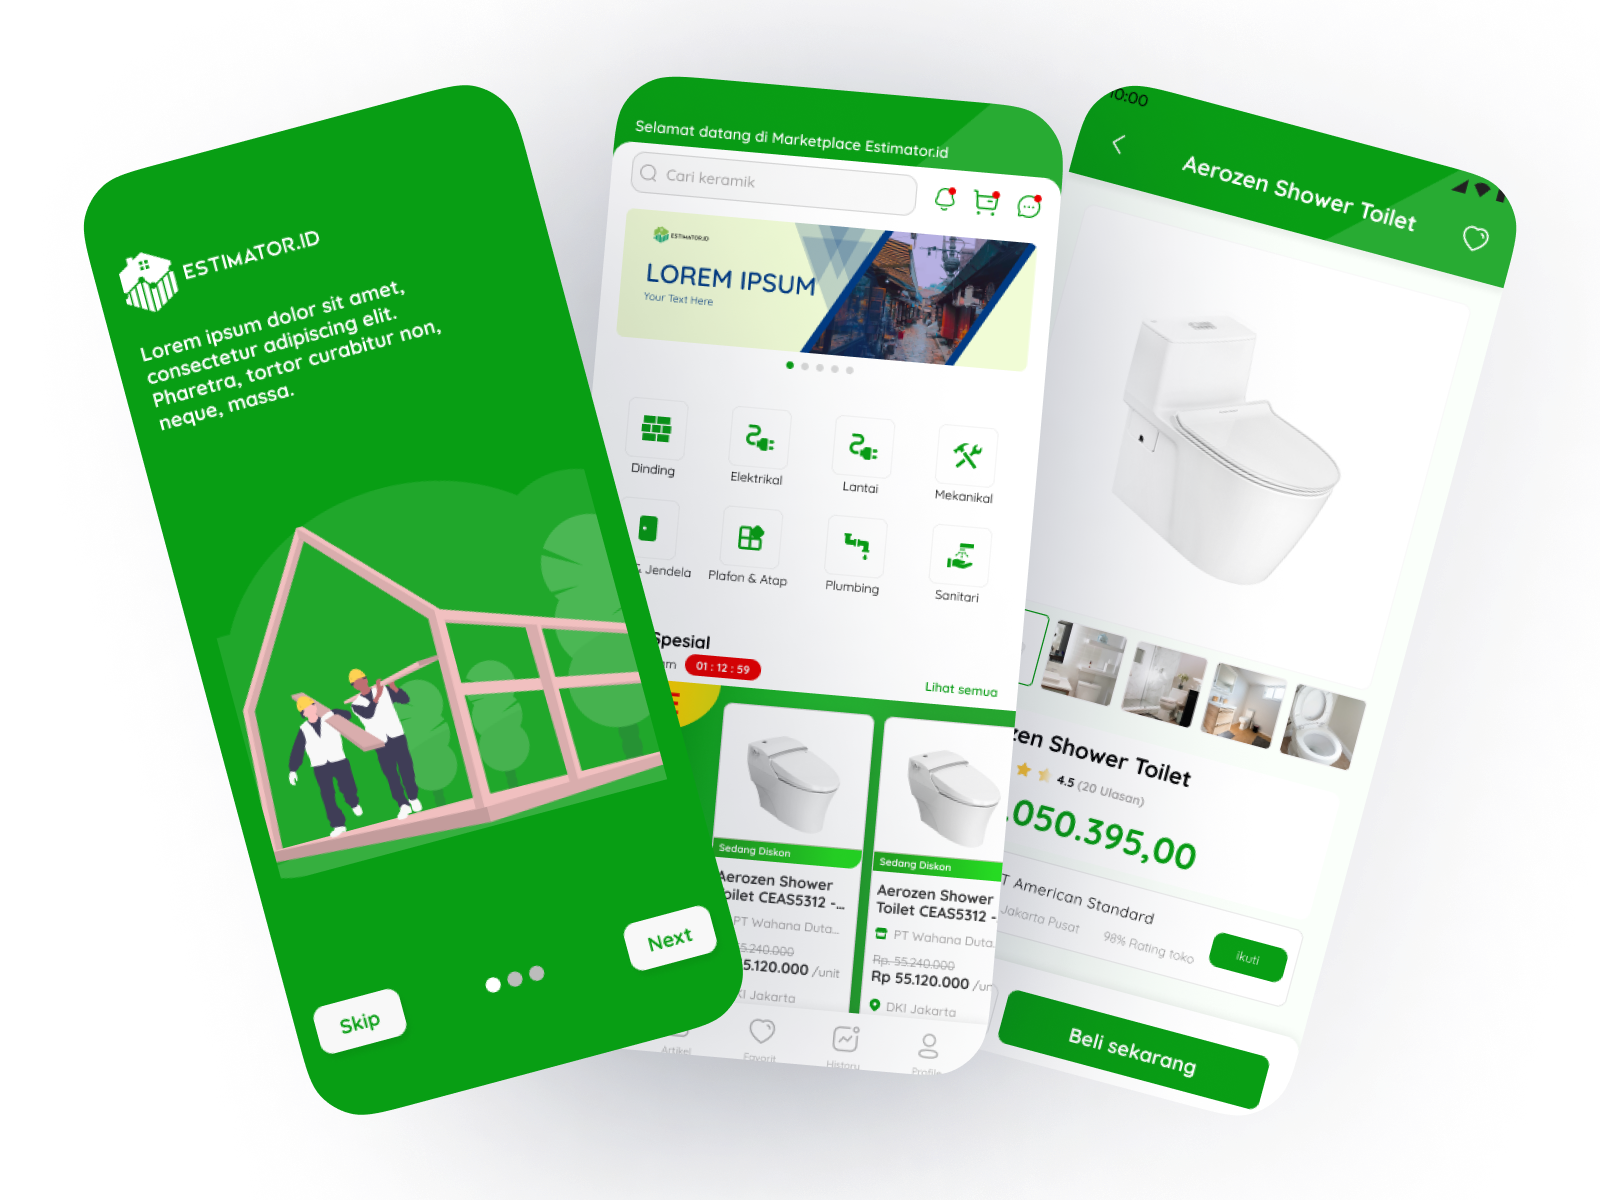 ESTIMATOR.ID
Lorem ipsum dolor sit amet,
consectetur adipiscing elit.
Pharetra, tortor curabitur non,
neque, massa.
Skip
Next
Selamat datang di Marketplace Estimator.id
Cari keramik
ESTIMATOR.ID
LOREM IPSUM
Your Text Here
Dinding
Elektrikal
Lantai
Mekanikal
& Jendela
Plafon & Atap
Plumbing
Sanitari
Spesial
01 : 12 : 59
Lihat semua
Sedang Diskon
Aerozen Shower
Toilet CEAS5312 -...
PT Wahana Duta...
55.240.000
55.120.000 /unit
DKI Jakarta
Sedang Diskon
Aerozen Shower
Toilet CEAS5312 -
PT Wahana Duta.
Rp. 55.240.000
Rp 55.120.000 /un
DKI Jakarta
Artikel
Favorit
History
Profile
10:00
Aerozen Shower Toilet
zen Shower Toilet
4.5 (20 Ulasan)
.050.395,00
T American Standard
Jakarta Pusat
98% Rating toko
ikuti
Beli sekarang